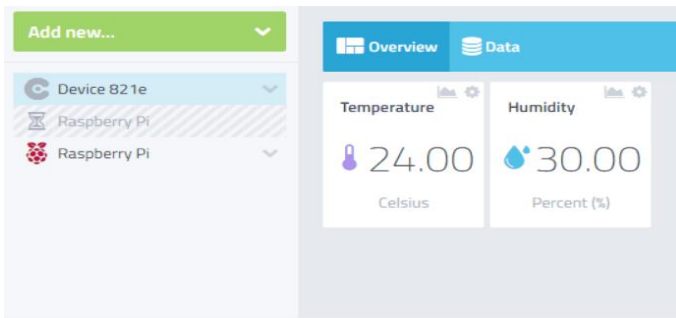 Add new...
Device 821e
Raspberry Pi
Raspberry Pi
Overview
Data
Temperature
24.00
Celsius
Humidity
30.00
Percent (%)